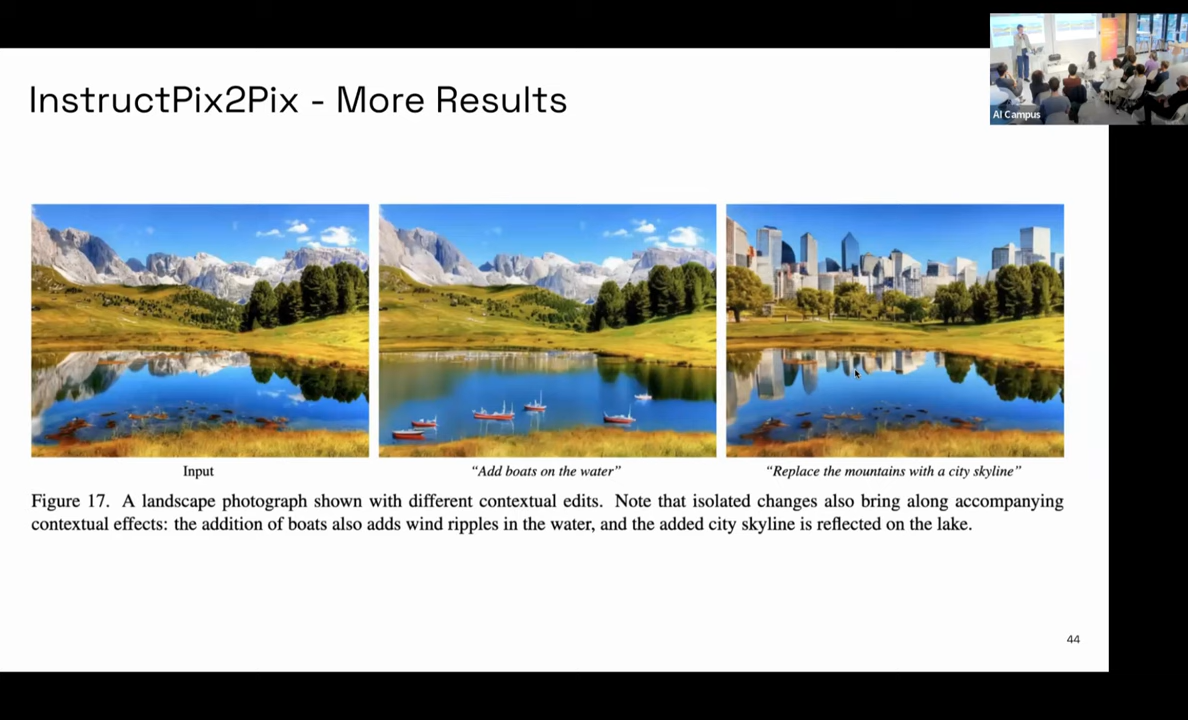 InstructPix2Pix - More Results
AI Campus
Input
“Add boats on the water”
“Replace the mountains with a city skyline”
Figure 17. A landscape photograph shown with different contextual edits. Note that isolated changes also bring along accompanying
contextual effects: the addition of boats also adds wind ripples in the water, and the added city skyline is reflected on the lake.
44